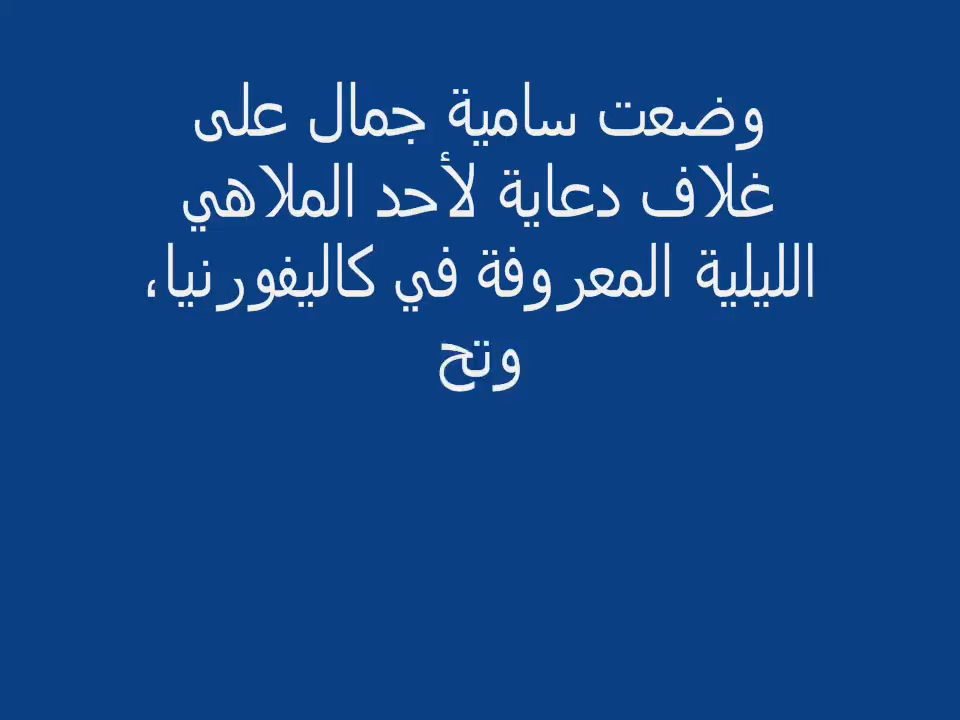 وضعت سامية جمال على
غلاف دعاية لأحد الملاهي
الليلية المعروفة في كاليفورنيا،
وتح